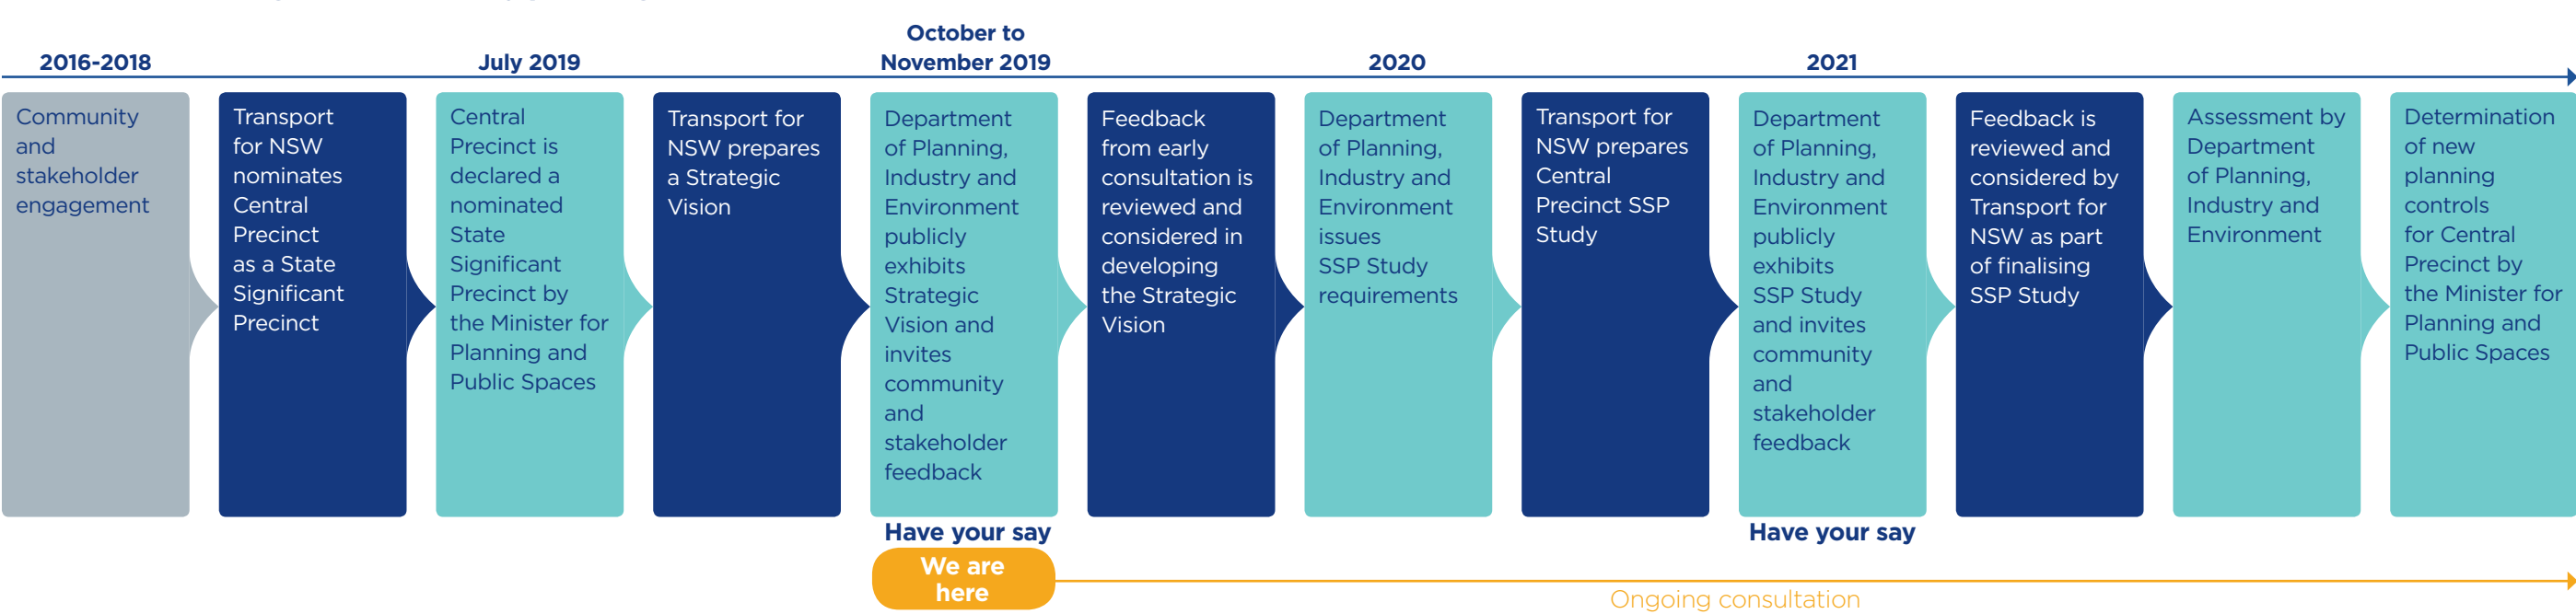 2016-2018
July 2019
October to
November 2019
2020
2021
Community
and
stakeholder
engagement
Transport
for NSW
nominates
Central
Precinct
as a State
Significant
Precinct
Central
Precinct is
declared a
nominated
State
Significant
Precinct by
the Minister for
Planning and
Public Spaces
Transport for
NSW prepares
a Strategic
Vision
Department
of Planning,
Industry and
Environment
publicly
exhibits
Strategic
Vision and
invites
community
and
stakeholder
feedback
Feedback
from early
consultation is
reviewed and
considered in
developing
the Strategic
Vision
Department
of Planning,
Industry and
Environment
issues
SSP Study
requirements
Transport for
NSW prepares
Central
Precinct SSP
Study
Department
of Planning,
Industry and
Environment
publicly
exhibits
SSP Study
and invites
community
and
stakeholder
feedback
Feedback is
reviewed and
considered by
Transport for
NSW as part
of finalising
SSP Study
Assessment by
Department
of Planning,
Industry and
Environment
Determination
of new
planning
controls
for Central
Precinct by
the Minister for
Planning and
Public Spaces
Have your say
Have your say
We are
here
Ongoing consultation